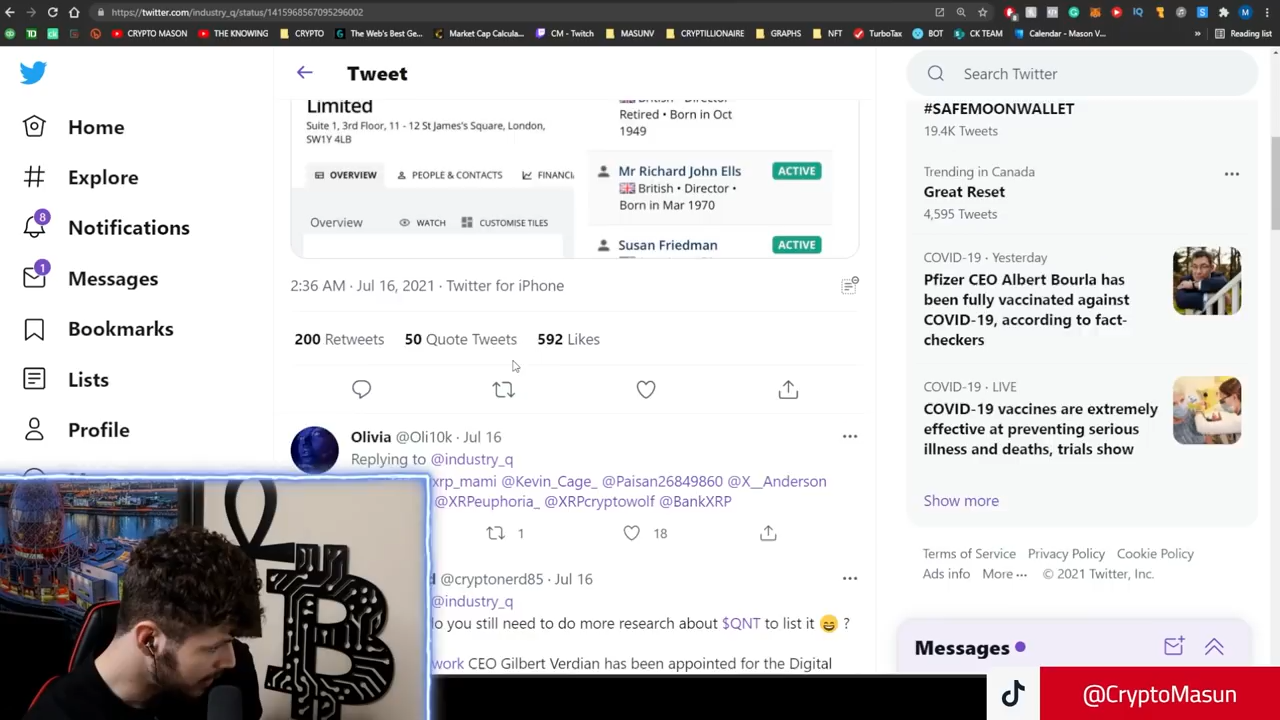 https://twitter.com/industry_q/status/1415968567095296002
CRYPTO MASON
THE KNOWING
CRYPTO
The Web's Best Ge...
Market Cap Calcula...
CM - Twitch
MASUNV
CRYPTILLIONAIRE
GRAPHS
NFT
TurboTax
BOT
CK TEAM
Calendar - Mason V...
»
Reading list
Home
Explore
8
Notifications
1
Messages
Bookmarks
Lists
Profile
Tweet
Limited
Suite 1, 3rd Floor, 11 - 12 St James's Square, London,
SW1Y 4LB
OVERVIEW
PEOPLE & CONTACTS
FINANCI
Overview
WATCH
CUSTOMISE TILES
British • Director •
Retired • Born in Oct
1949
Mr Richard John Ells
ACTIVE
British • Director •
Born in Mar 1970
Susan Friedman
ACTIVE
2:36 AM · Jul 16, 2021 · Twitter for iPhone
200 Retweets 50 Quote Tweets 592 Likes
Olivia @Oli10k · Jul 16
Replying to @industry_q
xrp_mami @Kevin_Cage_ @Paisan26849860 @X__Anderson
@XRPeuphoria_ @XRPcryptowolf @BankXRP
1
18
d @cryptonerd85 · Jul 16
@industry_q
do you still need to do more research about $QNT to list it 😄 ?
work CEO Gilbert Verdian has been appointed for the Digital
Search Twitter
#SAFEMOONWALLET
19.4K Tweets
Trending in Canada
Great Reset
4,595 Tweets
COVID-19 · Yesterday
Pfizer CEO Albert Bourla has
been fully vaccinated against
COVID-19, according to fact-
checkers
COVID-19 · LIVE
COVID-19 vaccines are extremely
effective at preventing serious
illness and deaths, trials show
Show more
Terms of Service Privacy Policy Cookie Policy
Ads info More ··· © 2021 Twitter, Inc.
Messages
@CryptoMasun